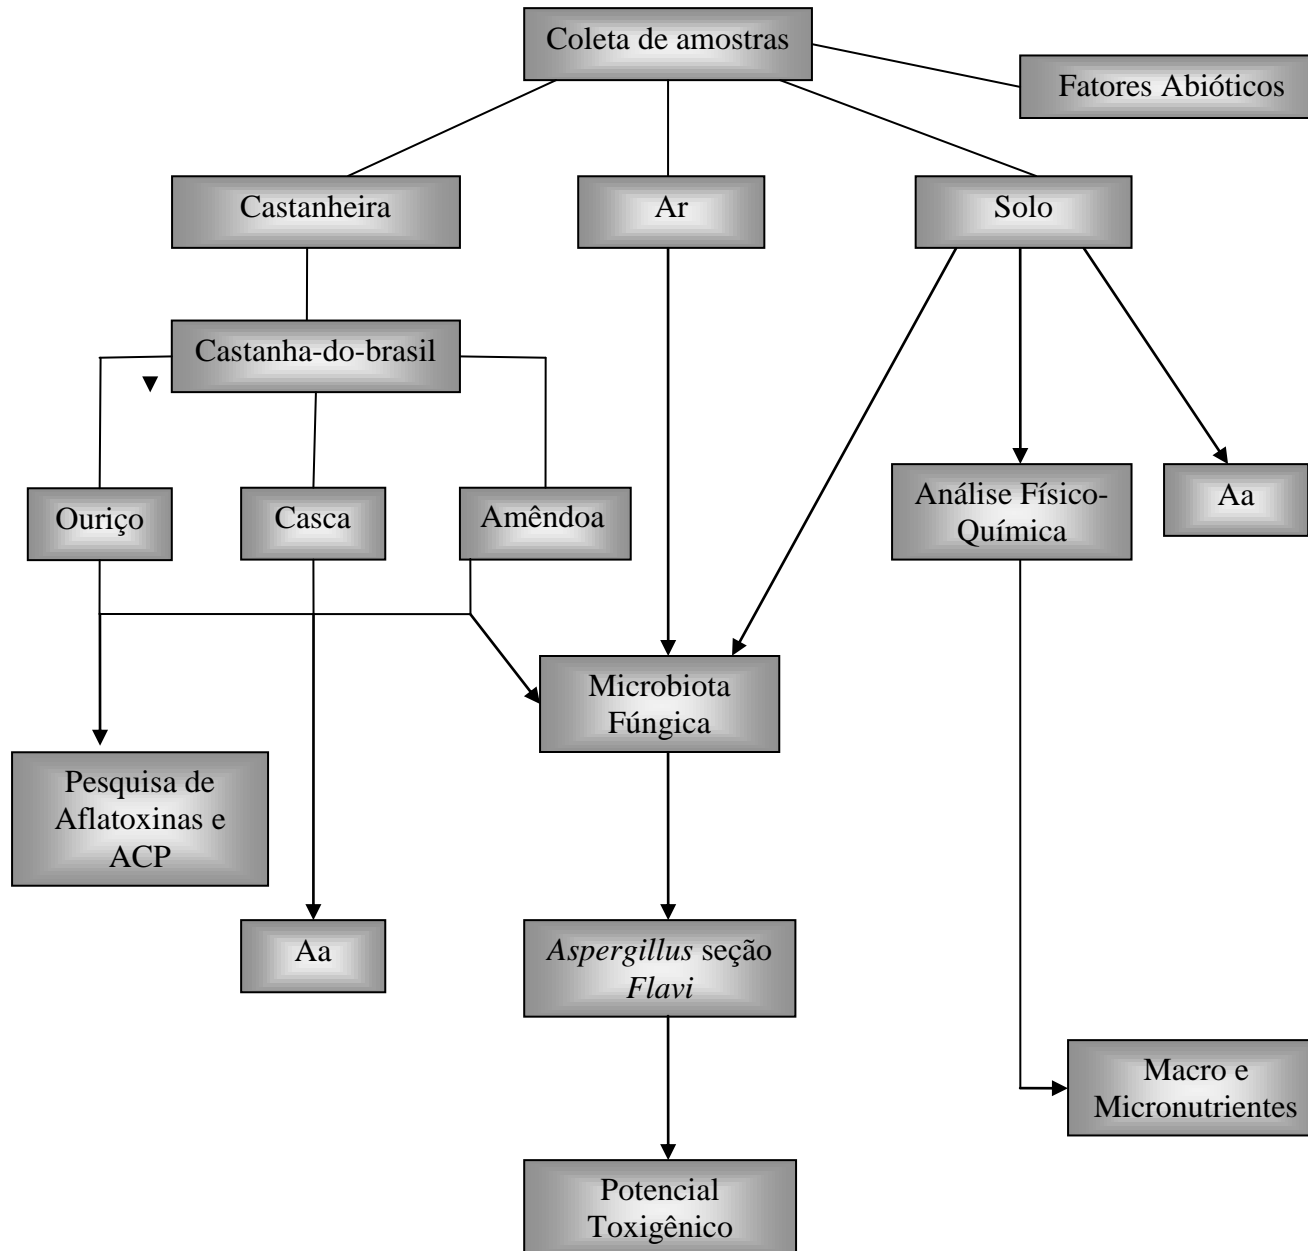 Coleta de amostras
Fatores Abióticos
Castanheira
Ar
Solo
Castanha-do-brasil
Ouriço
Casca
Amêndoa
Análise Físico-
Química
Aa
Microbiota
Fúngica
Pesquisa de
Aflatoxinas e
ACP
Aa
Aspergillus seção
Flavi
Macro e
Micronutrientes
Potencial
Toxigênico